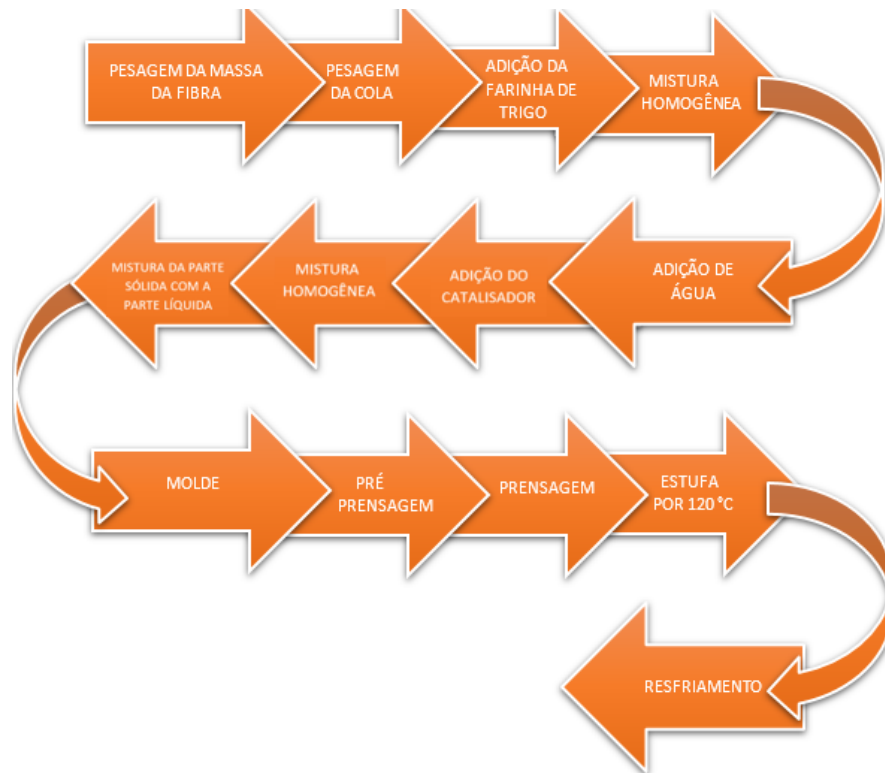 PESAGEM DA MASSA
DA FIBRA
PESAGEM
DA COLA
ADIÇÃO DA
FARINHA DE
TRIGO
MISTURA
HOMOGÊNEA
ADIÇÃO DE
ÁGUA
ADIÇÃO DO
CATALISADOR
MISTURA
HOMOGÊNEA
MISTURA DA PARTE
SÓLIDA COM A
PARTE LÍQUIDA
MOLDE
PRÉ
PRENSAGEM
PRENSAGEM
ESTUFA
POR 120 °C
RESFRIAMENTO